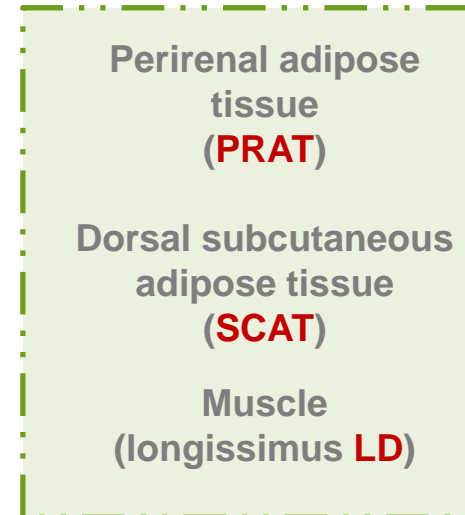 Perirenal adipose
tissue
(PRAT)
Dorsal subcutaneous
adipose tissue
(SCAT)
Muscle
(longissimus LD)